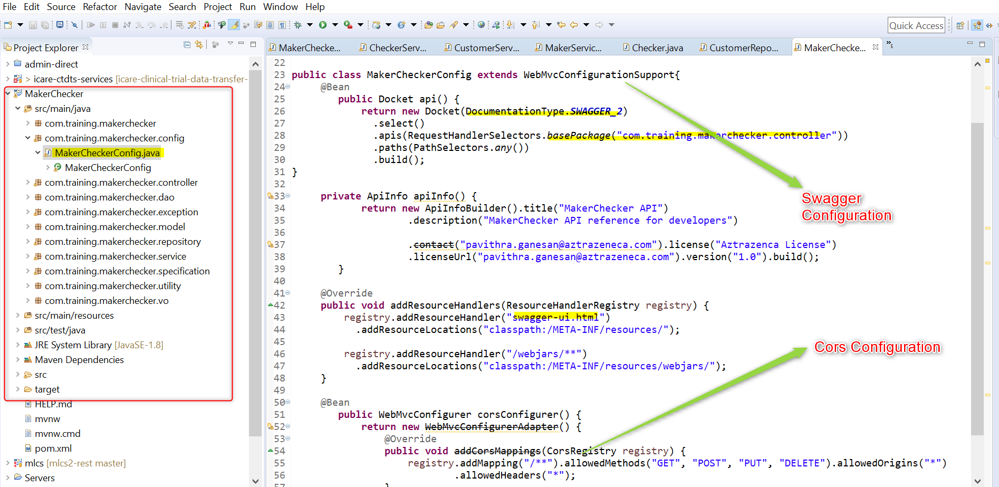 File Edit Source Refactor Navigate Search Project Run Window Help
Quick Access
Project Explorer
MakerChecke... CheckerServ... CustomerServ... MakerServic... Checker.java CustomerRepo... MakerChecke... »5
admin-direct
> icare-ctdts-services [icare-clinical-trial-data-transfer-
MakerChecker
src/main/java
com.training.makerchecker
com.training.makerchecker.config
MakerCheckerConfig.java
MakerCheckerConfig
com.training.makerchecker.controller
com.training.makerchecker.dao
com.training.makerchecker.exception
com.training.makerchecker.model
com.training.makerchecker.repository
com.training.makerchecker.service
com.training.makerchecker.specification
com.training.makerchecker.utility
com.training.makerchecker.vo
src/main/resources
src/test/java
JRE System Library [JavaSE-1.8]
Maven Dependencies
src
target
HELP.md
mvnw
mvnw.cmd
pom.xml
mlcs [mlcs2-rest master]
Servers
22
23 public class MakerCheckerConfig extends WebMvcConfigurationSupport{
24 @Bean
25 public Docket api() {
26 return new Docket(DocumentationType.SWAGGER_2)
27 .select()
28 .apis(RequestHandlerSelectors.basePackage("com.training.makerchecker.controller"))
29 .paths(PathSelectors.any())
30 .build();
31 }
32
33 private ApiInfo apiInfo() {
34 return new ApiInfoBuilder().title("MakerChecker API")
35 .description("MakerChecker API reference for developers")
36
37 .contact("pavithra.ganesan@aztrazeneca.com").license("Aztrazenca License")
38 .licenseUrl("pavithra.ganesan@aztrazeneca.com").version("1.0").build();
39 }
40
41 @Override
42 public void addResourceHandlers(ResourceHandlerRegistry registry) {
43 registry.addResourceHandler("swagger-ui.html")
44 .addResourceLocations("classpath:/META-INF/resources/");
45
46 registry.addResourceHandler("/webjars/**")
47 .addResourceLocations("classpath:/META-INF/resources/webjars/");
48 }
49
50 @Bean
51 public WebMvcConfigurer corsConfigurer() {
52 return new WebMvcConfigurerAdapter() {
53 @Override
54 public void addCorsMappings(CorsRegistry registry) {
55 registry.addMapping("/**").allowedMethods("GET", "POST", "PUT", "DELETE").allowedOrigins("*")
56 .allowedHeaders("*");
57 }
Swagger
Configuration
Cors Configuration